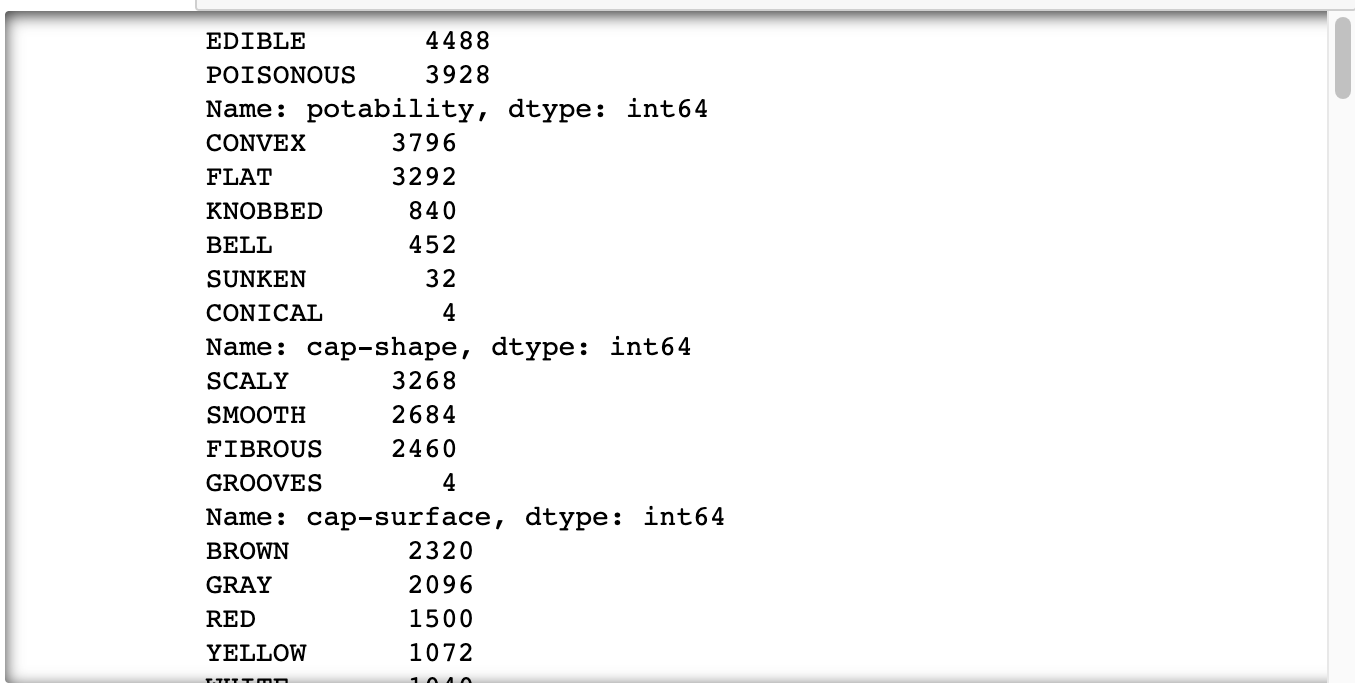 EDIBLE 4488
POISONOUS 3928
Name: potability, dtype: int64
CONVEX 3796
FLAT 3292
KNOBBED 840
BELL 452
SUNKEN 32
CONICAL 4
Name: cap-shape, dtype: int64
SCALY 3268
SMOOTH 2684
FIBROUS 2460
GROOVES 4
Name: cap-surface, dtype: int64
BROWN 2320
GRAY 2096
RED 1500
YELLOW 1072
WHITE 1040